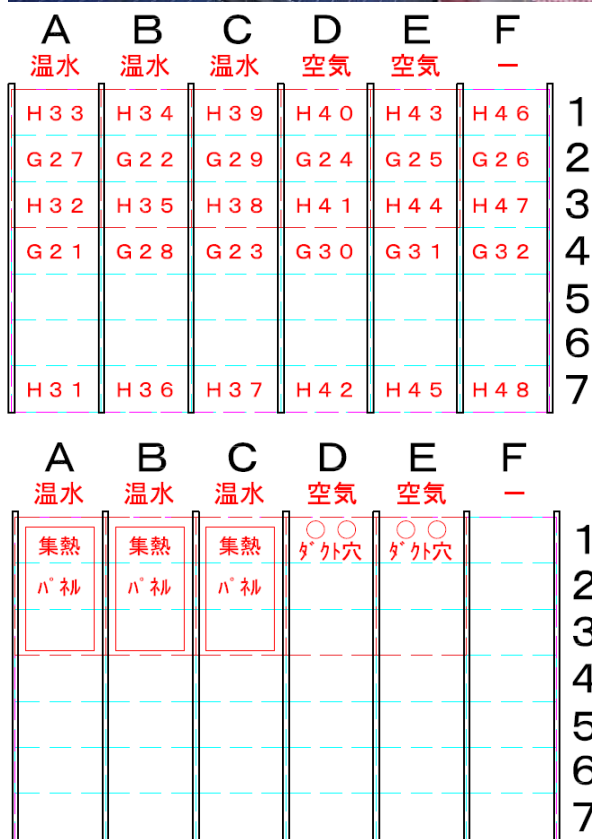 A B C D E F
温水 温水 温水 空気 空気 ー
H33 H34 H39 H40 H43 H46 1
G27 G22 G29 G24 G25 G26 2
H32 H35 H38 H41 H44 H47 3
G21 G28 G23 G30 G31 G32 4
5
6
H31 H36 H37 H42 H45 H48 7
A B C D E F
温水 温水 温水 空気 空気 ー
集熱 集熱 集熱 ﾀﾞｸﾄ穴 ﾀﾞｸﾄ穴 1
ﾊﾟﾈﾙ ﾊﾟﾈﾙ ﾊﾟﾈﾙ 2
3
4
5
6
7